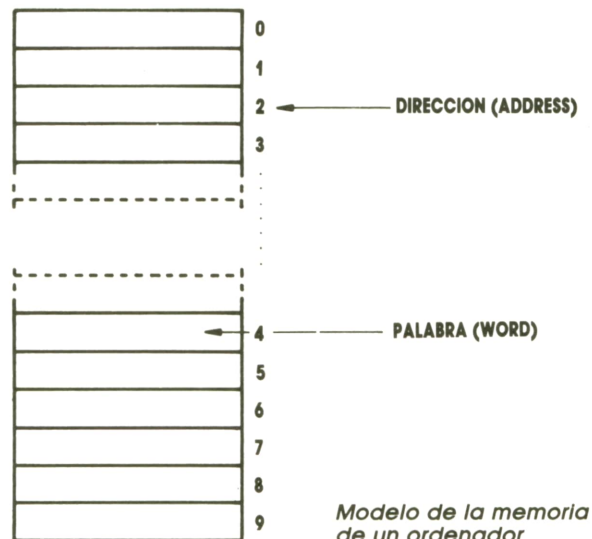 0
1
2 DIRECCION (ADDRESS)
3
4 PALABRA (WORD)
5
6
7
8
9
Modelo de la memoria
de un ordenador